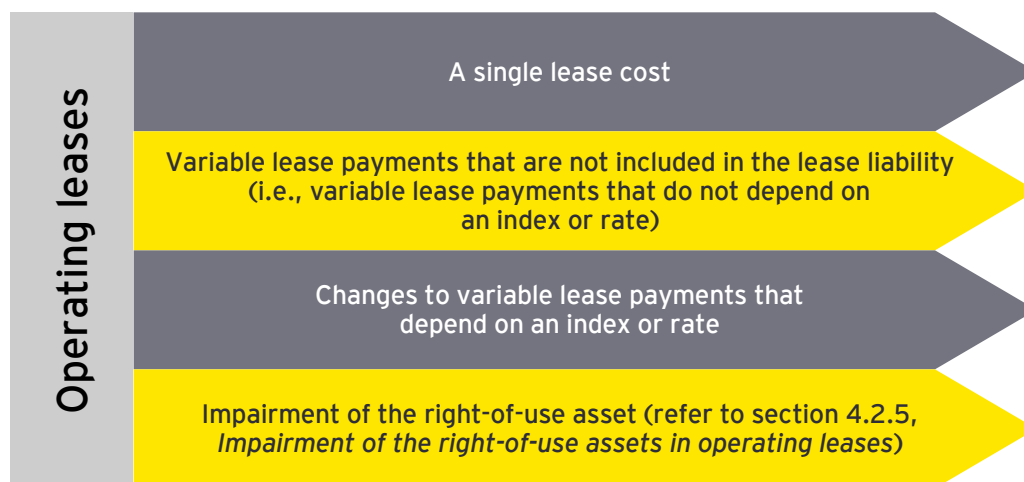 Operating leases
A single lease cost
Variable lease payments that are not included in the lease liability
(i.e., variable lease payments that do not depend on
an index or rate)
Changes to variable lease payments that
depend on an index or rate
Impairment of the right-of-use asset (refer to section 4.2.5,
Impairment of the right-of-use assets in operating leases)